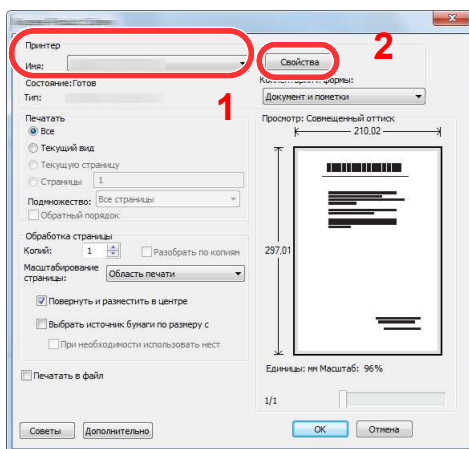 Принтер
Имя:
Свойства
2
Состояние:Готов
Комментарии и формы:
Тип:
1
Документ и пометки
Печатать
Все
Текущий вид
Текущую страницу
Страницы 1
Подмножество: Все страницы
Обратный порядок
Просмотр: Совмещенный оттиск
210,02
297,01
Обработка страницы
Копий: 1
Разобрать по копиям
Масштабирование страницы:
Область печати
Повернуть и разместить в центре
Выбрать источник бумаги по размеру с
При необходимости использовать нест
Печатать в файл
Единицы: мм Масштаб: 96%
1/1
Советы
Дополнительно
OK
Отмена